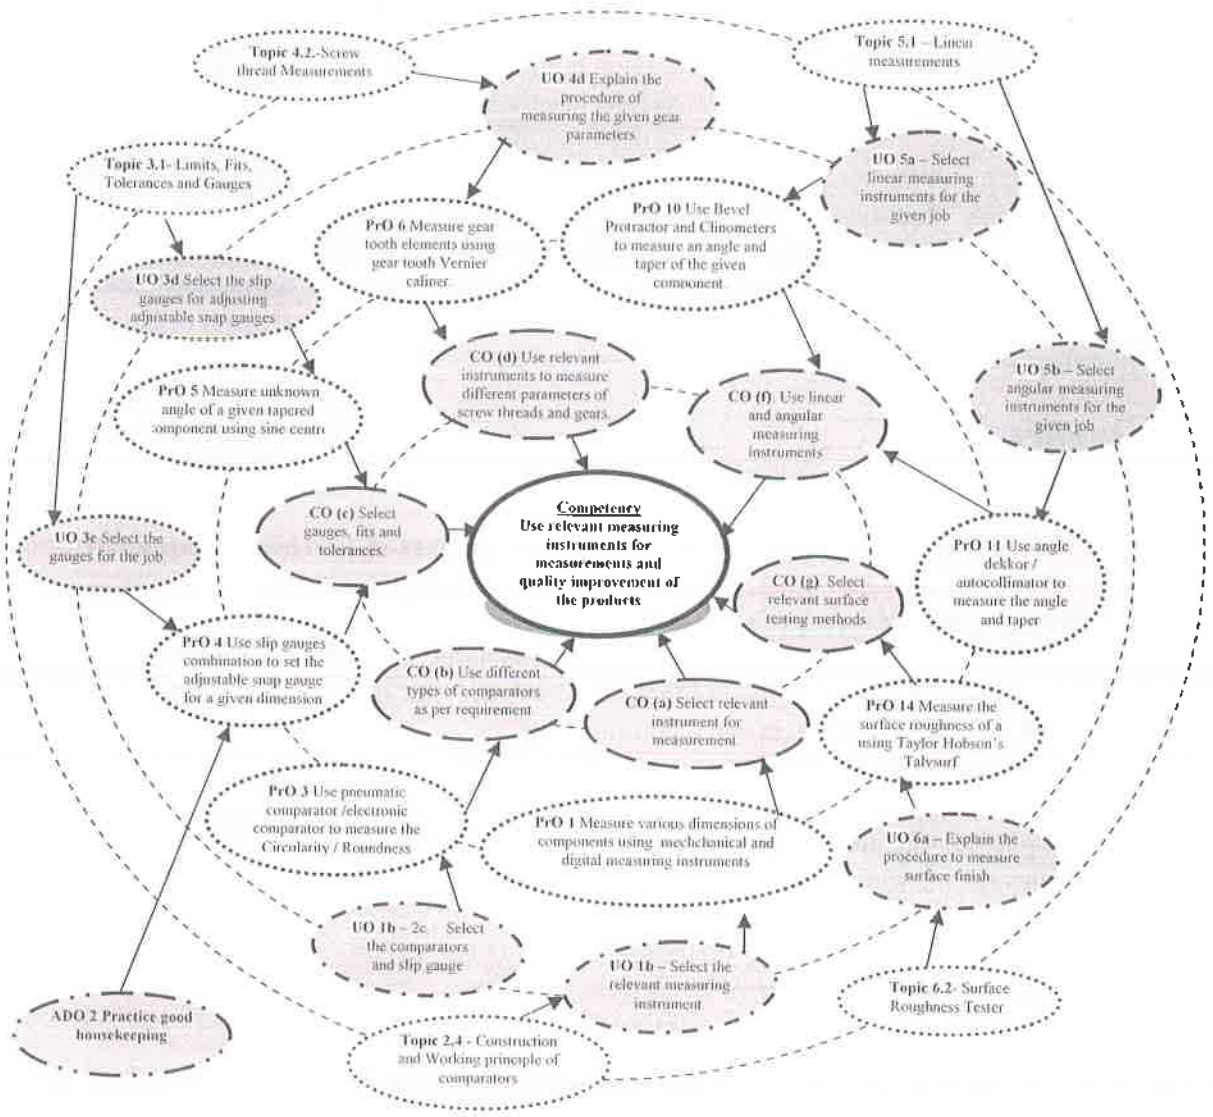 Topic 4.2.-Screw
thread Measurements
Topic 5.1 – Linear
measurements
UO 4d Explain the
procedure of
measuring the given gear
parameters
Topic 3.1- Limits, Fits,
Tolerances and Gauges
UO 5a – Select
linear measuring
instruments for the
given job
PrO 6 Measure gear
tooth elements using
gear tooth Vernier
caliner.
PrO 10 Use Bevel
Protractor and Clinometers
to measure an angle and
taper of the given
component.
UO 3d Select the slip
gauges for adjusting
adjustable snap gauges
CO (d) Use relevant
instruments to measure
different parameters of
screw threads and gears.
UO 5b – Select
angular measuring
instruments for the
given job
PrO 5 Measure unknown
angle of a given tapered
component using sine centre
CO (f). Use linear
and angular
measuring
instruments
CO (c) Select
gauges, fits and
tolerances.
Competency
Use relevant measuring
instruments for
measurements and
quality improvement of
the products
UO 3e Select the
gauges for the job
PrO 11 Use angle
dekkor /
autocollimator to
measure the angle
and taper
CO (g). Select
relevant surface
testing methods
PrO 4 Use slip gauges
combination to set the
adjustable snap gauge
for a given dimension
CO (b) Use different
types of comparators
as per requirement
CO (a) Select relevant
instrument for
measurement
PrO 14 Measure the
surface roughness of a
using Taylor Hobson's
Talysurf
PrO 3 Use pneumatic
comparator /electronic
comparator to measure the
Circularity / Roundness
PrO 1 Measure various dimensions of
components using mechchanical and
digital measuring instruments
UO 6a – Explain the
procedure to measure
surface finish
UO 1b – 2c Select
the comparators
and slip gauge
UO 1b – Select the
relevant measuring
instrument.
Topic 6.2- Surface
Roughness Tester
ADO 2 Practice good
housekeeping
Topic 2.4 - Construction
and Working principle of
comparators